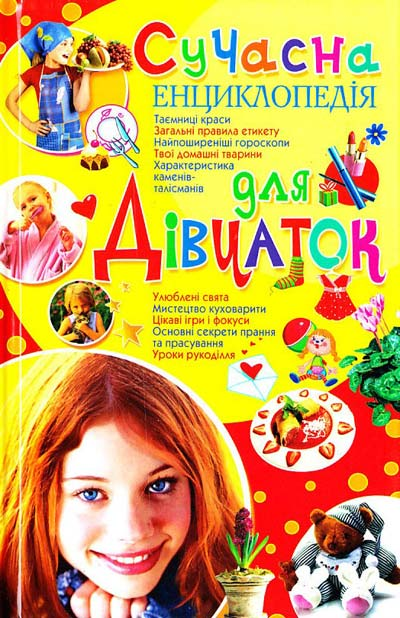 Сучасна
ЕНЦИКЛОПЕДІЯ
Таємниці краси
Загальні правила етикету
Найпоширеніші гороскопи
Твої домашні тварини
Характеристика
каменів-
талісманів
для
Дівчаток
Улюблені свята
Мистецтво куховарити
Цікаві ігри і фокуси
Основні секрети прання
та прасування
Уроки рукоділля